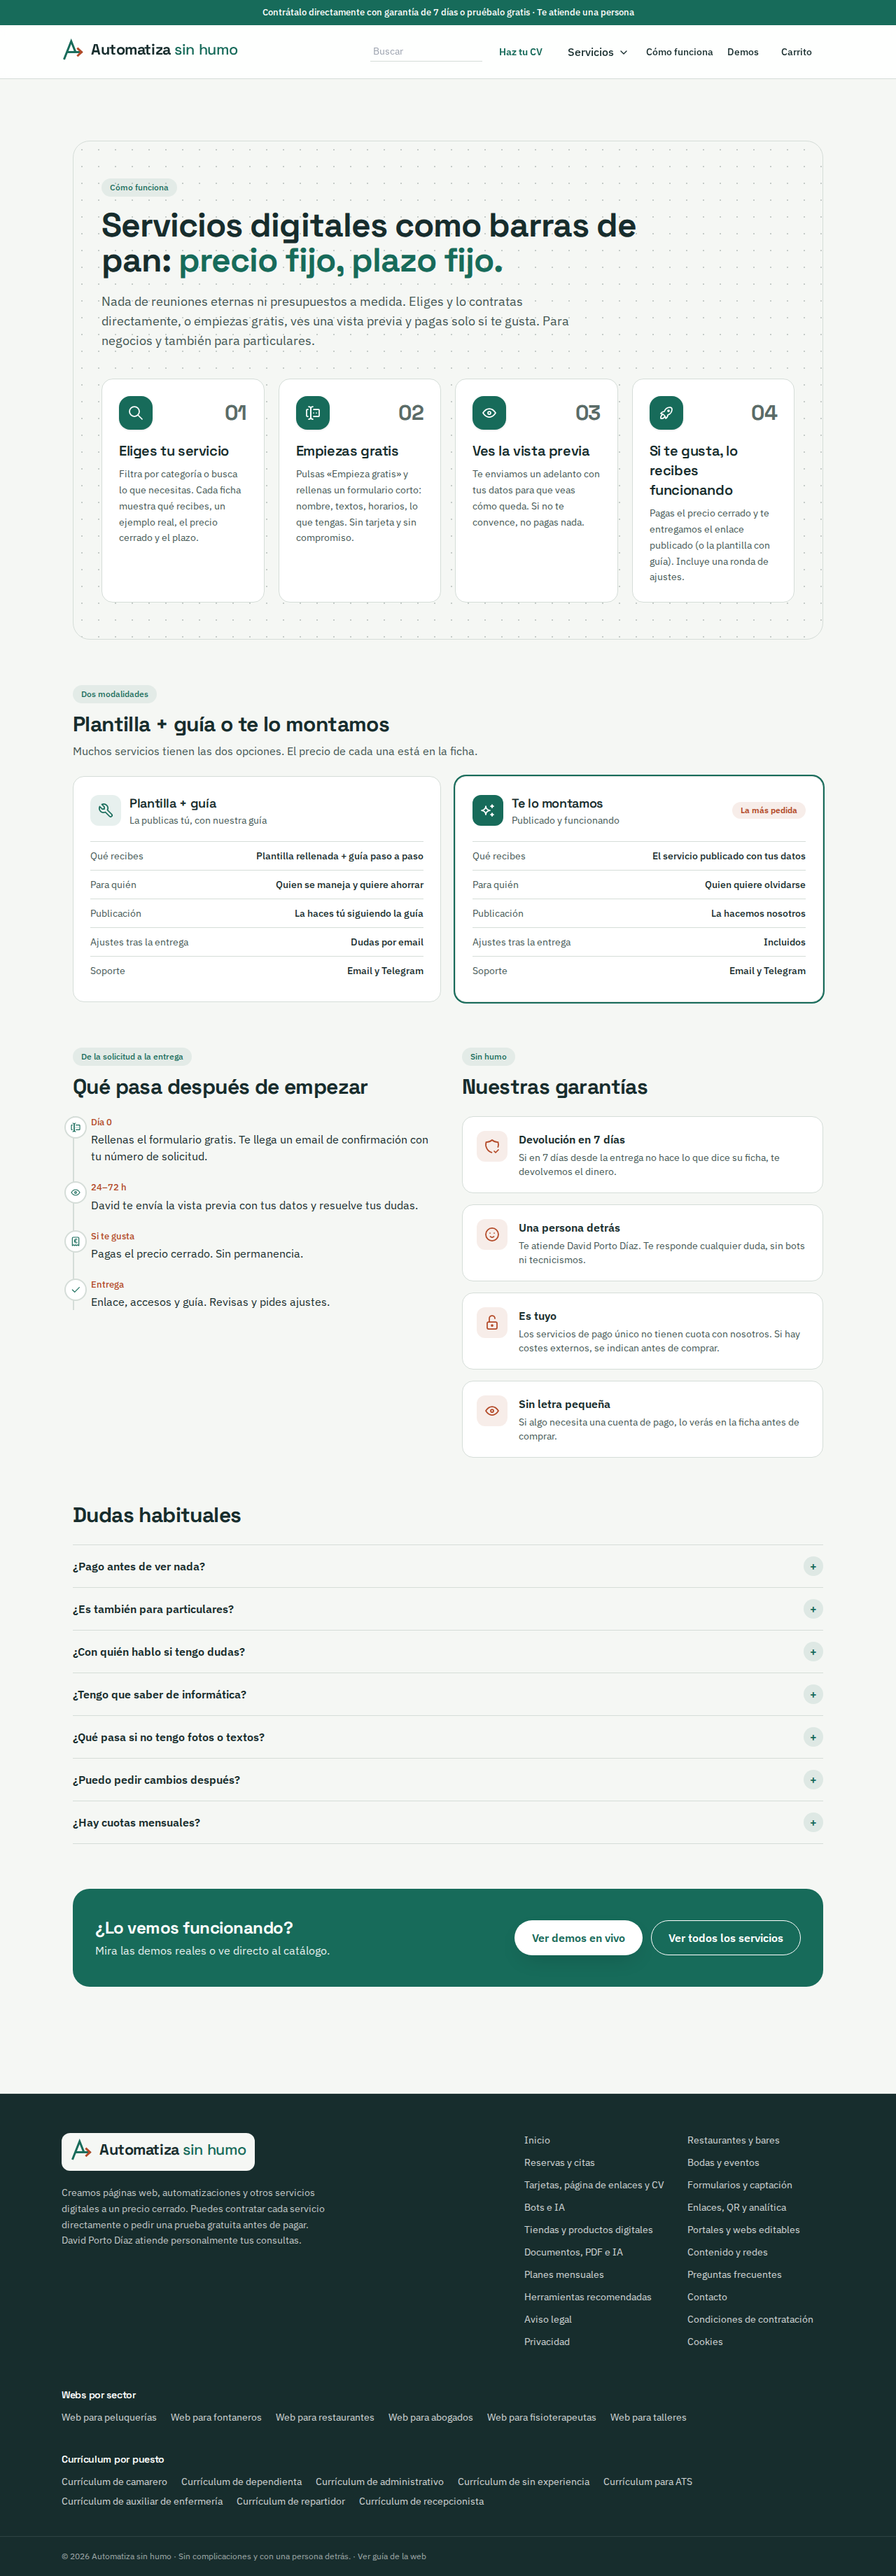 Contrátalo directamente con garantía de 7 días o pruébalo gratis · Te atiende una persona
Automatiza sin humo
Buscar
Haz tu CV
Servicios
Cómo funciona
Demos
Carrito
Cómo funciona
Servicios digitales como barras de
pan: precio fijo, plazo fijo.
Nada de reuniones eternas ni presupuestos a medida. Eliges y lo contratas
directamente, o empiezas gratis, ves una vista previa y pagas solo si te gusta. Para
negocios y también para particulares.
01
Eliges tu servicio
Filtra por categoría o busca
lo que necesitas. Cada ficha
muestra qué recibes, un
ejemplo real, el precio
cerrado y el plazo.
02
Empiezas gratis
Pulsas «Empieza gratis» y
rellenas un formulario corto:
nombre, textos, horarios, lo
que tengas. Sin tarjeta y sin
compromiso.
03
Ves la vista previa
Te enviamos un adelanto con
tus datos para que veas
cómo queda. Si no te
convence, no pagas nada.
04
Si te gusta, lo
recibes
funcionando
Pagas el precio cerrado y te
entregamos el enlace
publicado (o la plantilla con
guía). Incluye una ronda de
ajustes.
Dos modalidades
Plantilla + guía o te lo montamos
Muchos servicios tienen las dos opciones. El precio de cada una está en la ficha.
Plantilla + guía
La publicas tú, con nuestra guía
Qué recibes Plantilla rellenada + guía paso a paso
Para quién Quien se maneja y quiere ahorrar
Publicación La haces tú siguiendo la guía
Ajustes tras la entrega Dudas por email
Soporte Email y Telegram
Te lo montamos
Publicado y funcionando
La más pedida
Qué recibes El servicio publicado con tus datos
Para quién Quien quiere olvidarse
Publicación La hacemos nosotros
Ajustes tras la entrega Incluidos
Soporte Email y Telegram
De la solicitud a la entrega
Qué pasa después de empezar
Día 0
Rellenas el formulario gratis. Te llega un email de confirmación con
tu número de solicitud.
24–72 h
David te envía la vista previa con tus datos y resuelve tus dudas.
Si te gusta
Pagas el precio cerrado. Sin permanencia.
Entrega
Enlace, accesos y guía. Revisas y pides ajustes.
Sin humo
Nuestras garantías
Devolución en 7 días
Si en 7 días desde la entrega no hace lo que dice su ficha, te
devolvemos el dinero.
Una persona detrás
Te atiende David Porto Díaz. Te responde cualquier duda, sin bots
ni tecnicismos.
Es tuyo
Los servicios de pago único no tienen cuota con nosotros. Si hay
costes externos, se indican antes de comprar.
Sin letra pequeña
Si algo necesita una cuenta de pago, lo verás en la ficha antes de
comprar.
Dudas habituales
¿Pago antes de ver nada? +
¿Es también para particulares? +
¿Con quién hablo si tengo dudas? +
¿Tengo que saber de informática? +
¿Qué pasa si no tengo fotos o textos? +
¿Puedo pedir cambios después? +
¿Hay cuotas mensuales? +
¿Lo vemos funcionando?
Mira las demos reales o ve directo al catálogo.
Ver demos en vivo
Ver todos los servicios
Automatiza sin humo
Creamos páginas web, automatizaciones y otros servicios
digitales a un precio cerrado. Puedes contratar cada servicio
directamente o pedir una prueba gratuita antes de pagar.
David Porto Díaz atiende personalmente tus consultas.
Inicio
Restaurantes y bares
Reservas y citas
Bodas y eventos
Tarjetas, página de enlaces y CV
Formularios y captación
Bots e IA
Enlaces, QR y analítica
Tiendas y productos digitales
Portales y webs editables
Documentos, PDF e IA
Contenido y redes
Planes mensuales
Preguntas frecuentes
Herramientas recomendadas
Contacto
Aviso legal
Condiciones de contratación
Privacidad
Cookies
Webs por sector
Web para peluquerías Web para fontaneros Web para restaurantes Web para abogados Web para fisioterapeutas Web para talleres
Currículum por puesto
Currículum de camarero Currículum de dependienta Currículum de administrativo Currículum de sin experiencia Currículum para ATS
Currículum de auxiliar de enfermería Currículum de repartidor Currículum de recepcionista
© 2026 Automatiza sin humo · Sin complicaciones y con una persona detrás. · Ver guía de la web